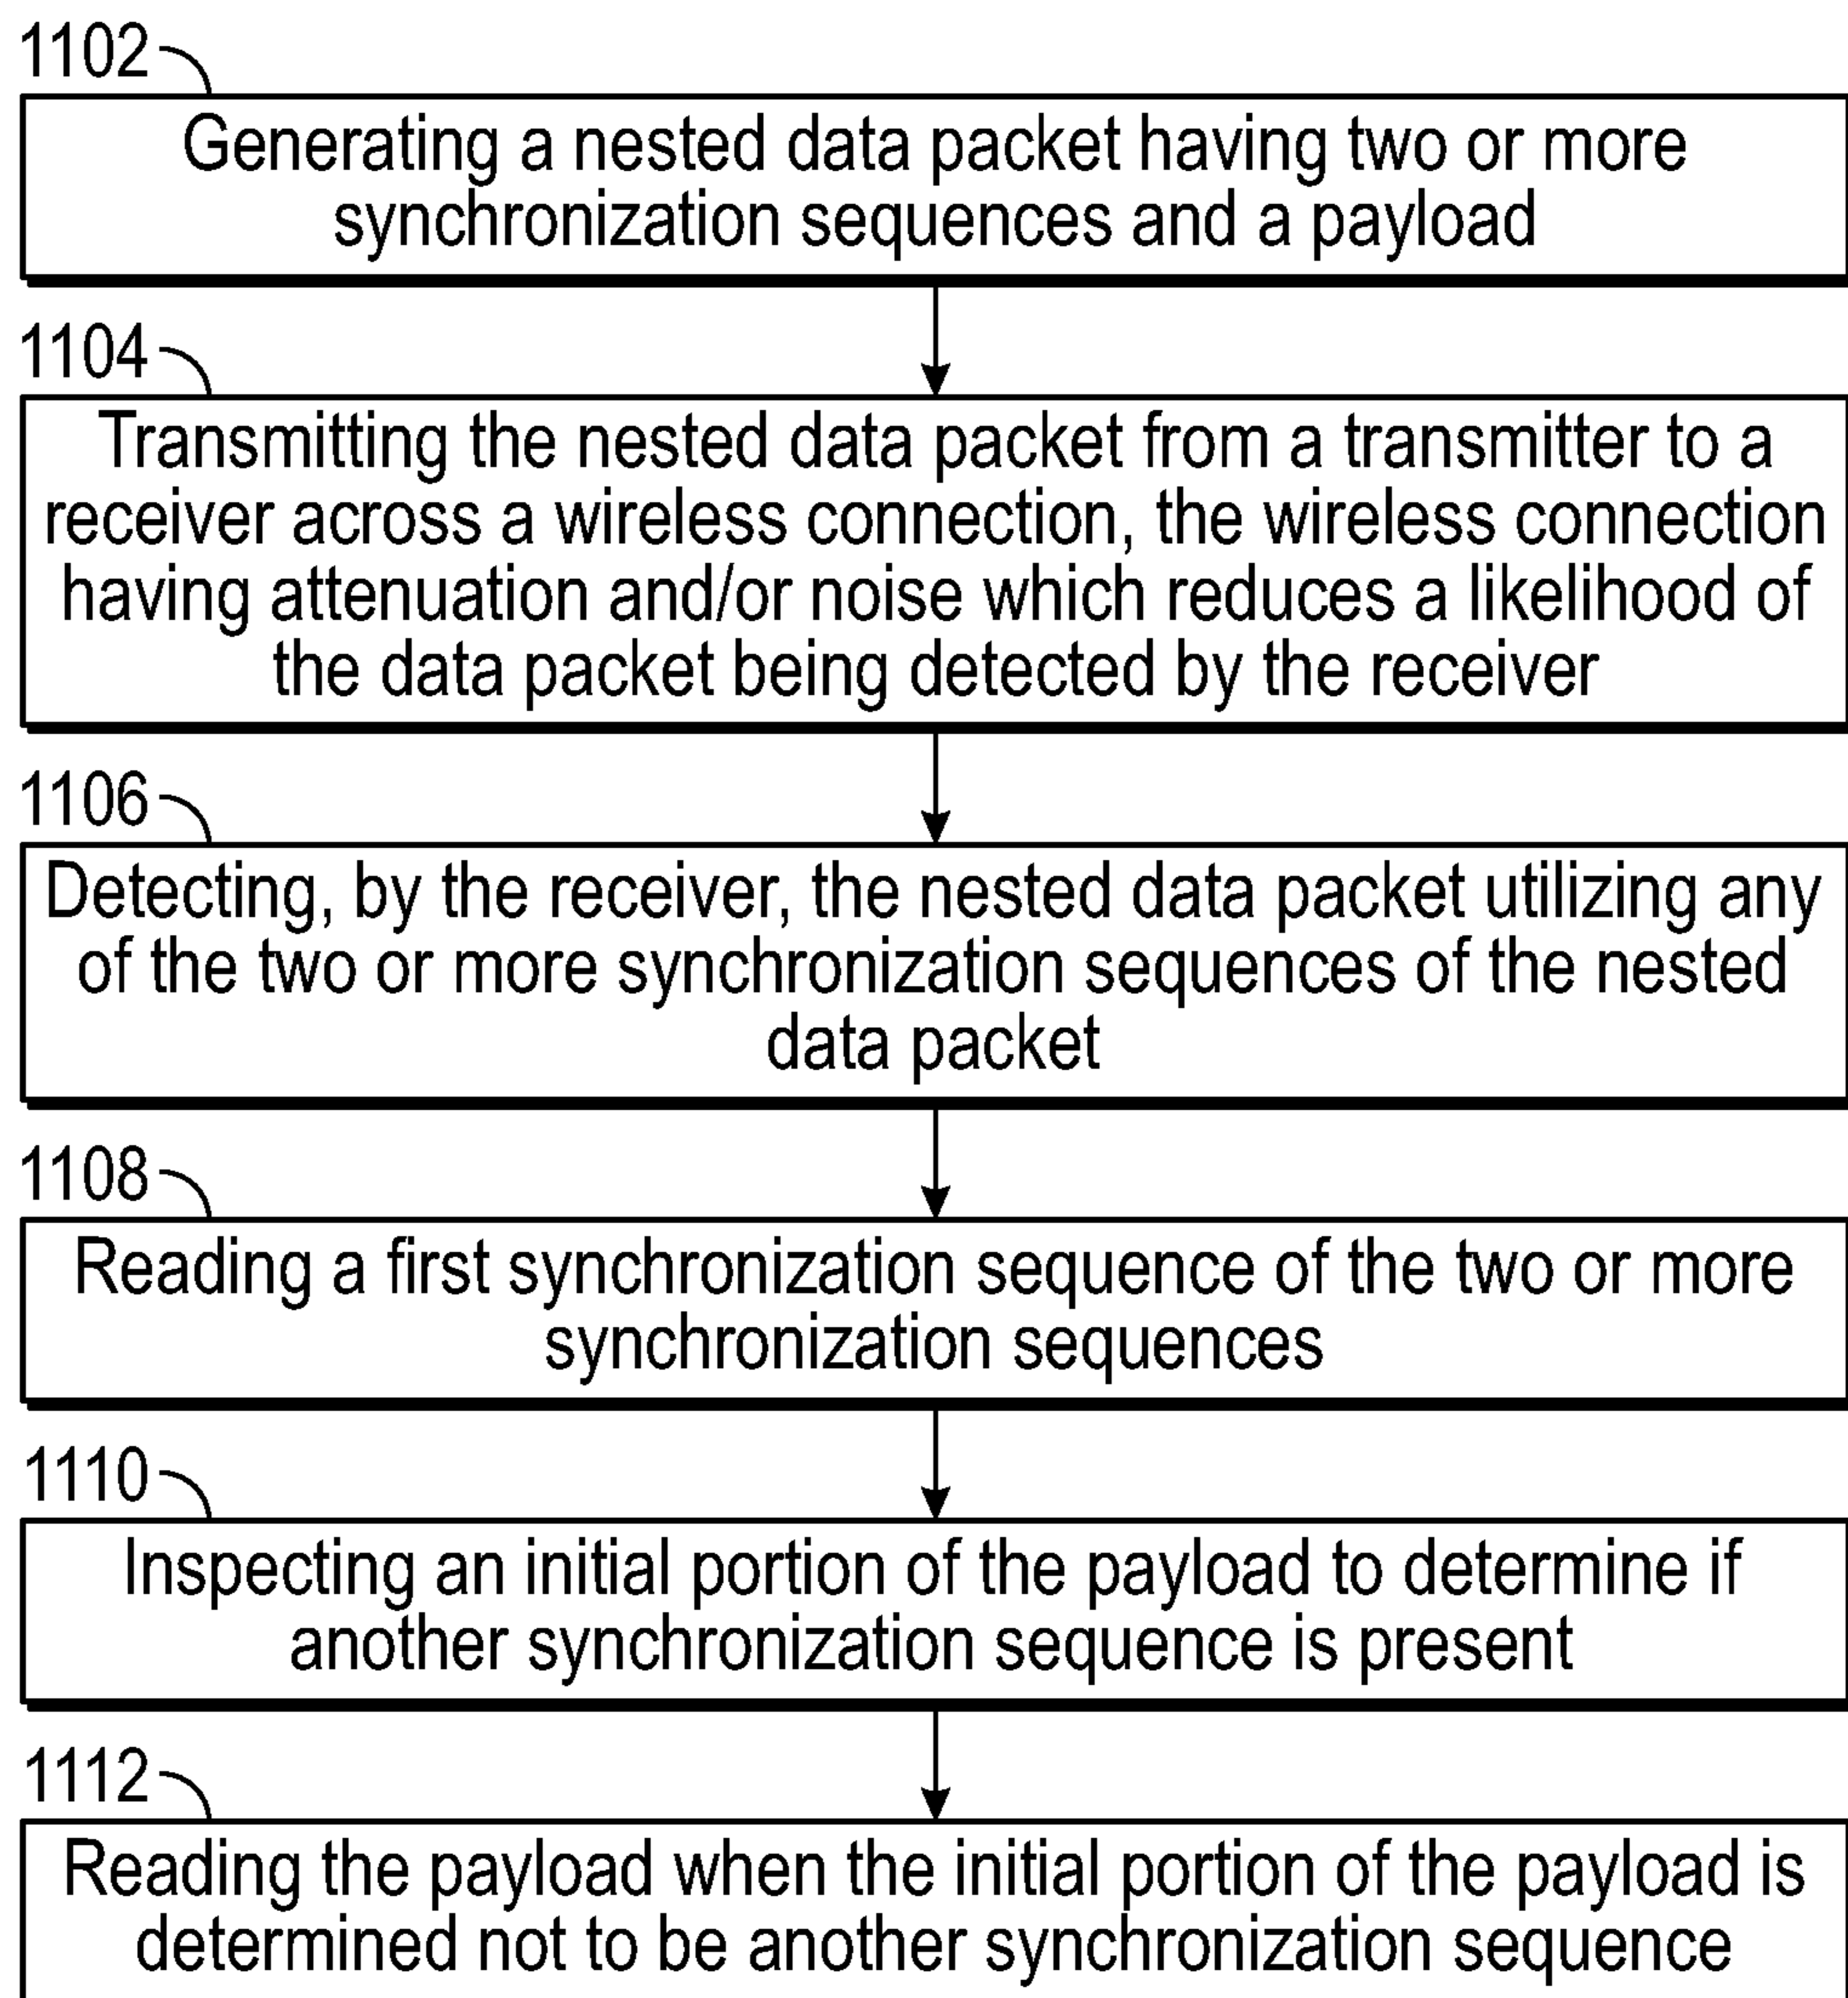 1102
Generating a nested data packet having two or more
synchronization sequences and a payload
1104
Transmitting the nested data packet from a transmitter to a
receiver across a wireless connection, the wireless connection
having attenuation and/or noise which reduces a likelihood of
the data packet being detected by the receiver
1106
Detecting, by the receiver, the nested data packet utilizing any
of the two or more synchronization sequences of the nested
data packet
1108
Reading a first synchronization sequence of the two or more
synchronization sequences
1110
Inspecting an initial portion of the payload to determine if
another synchronization sequence is present
1112
Reading the payload when the initial portion of the payload is
determined not to be another synchronization sequence